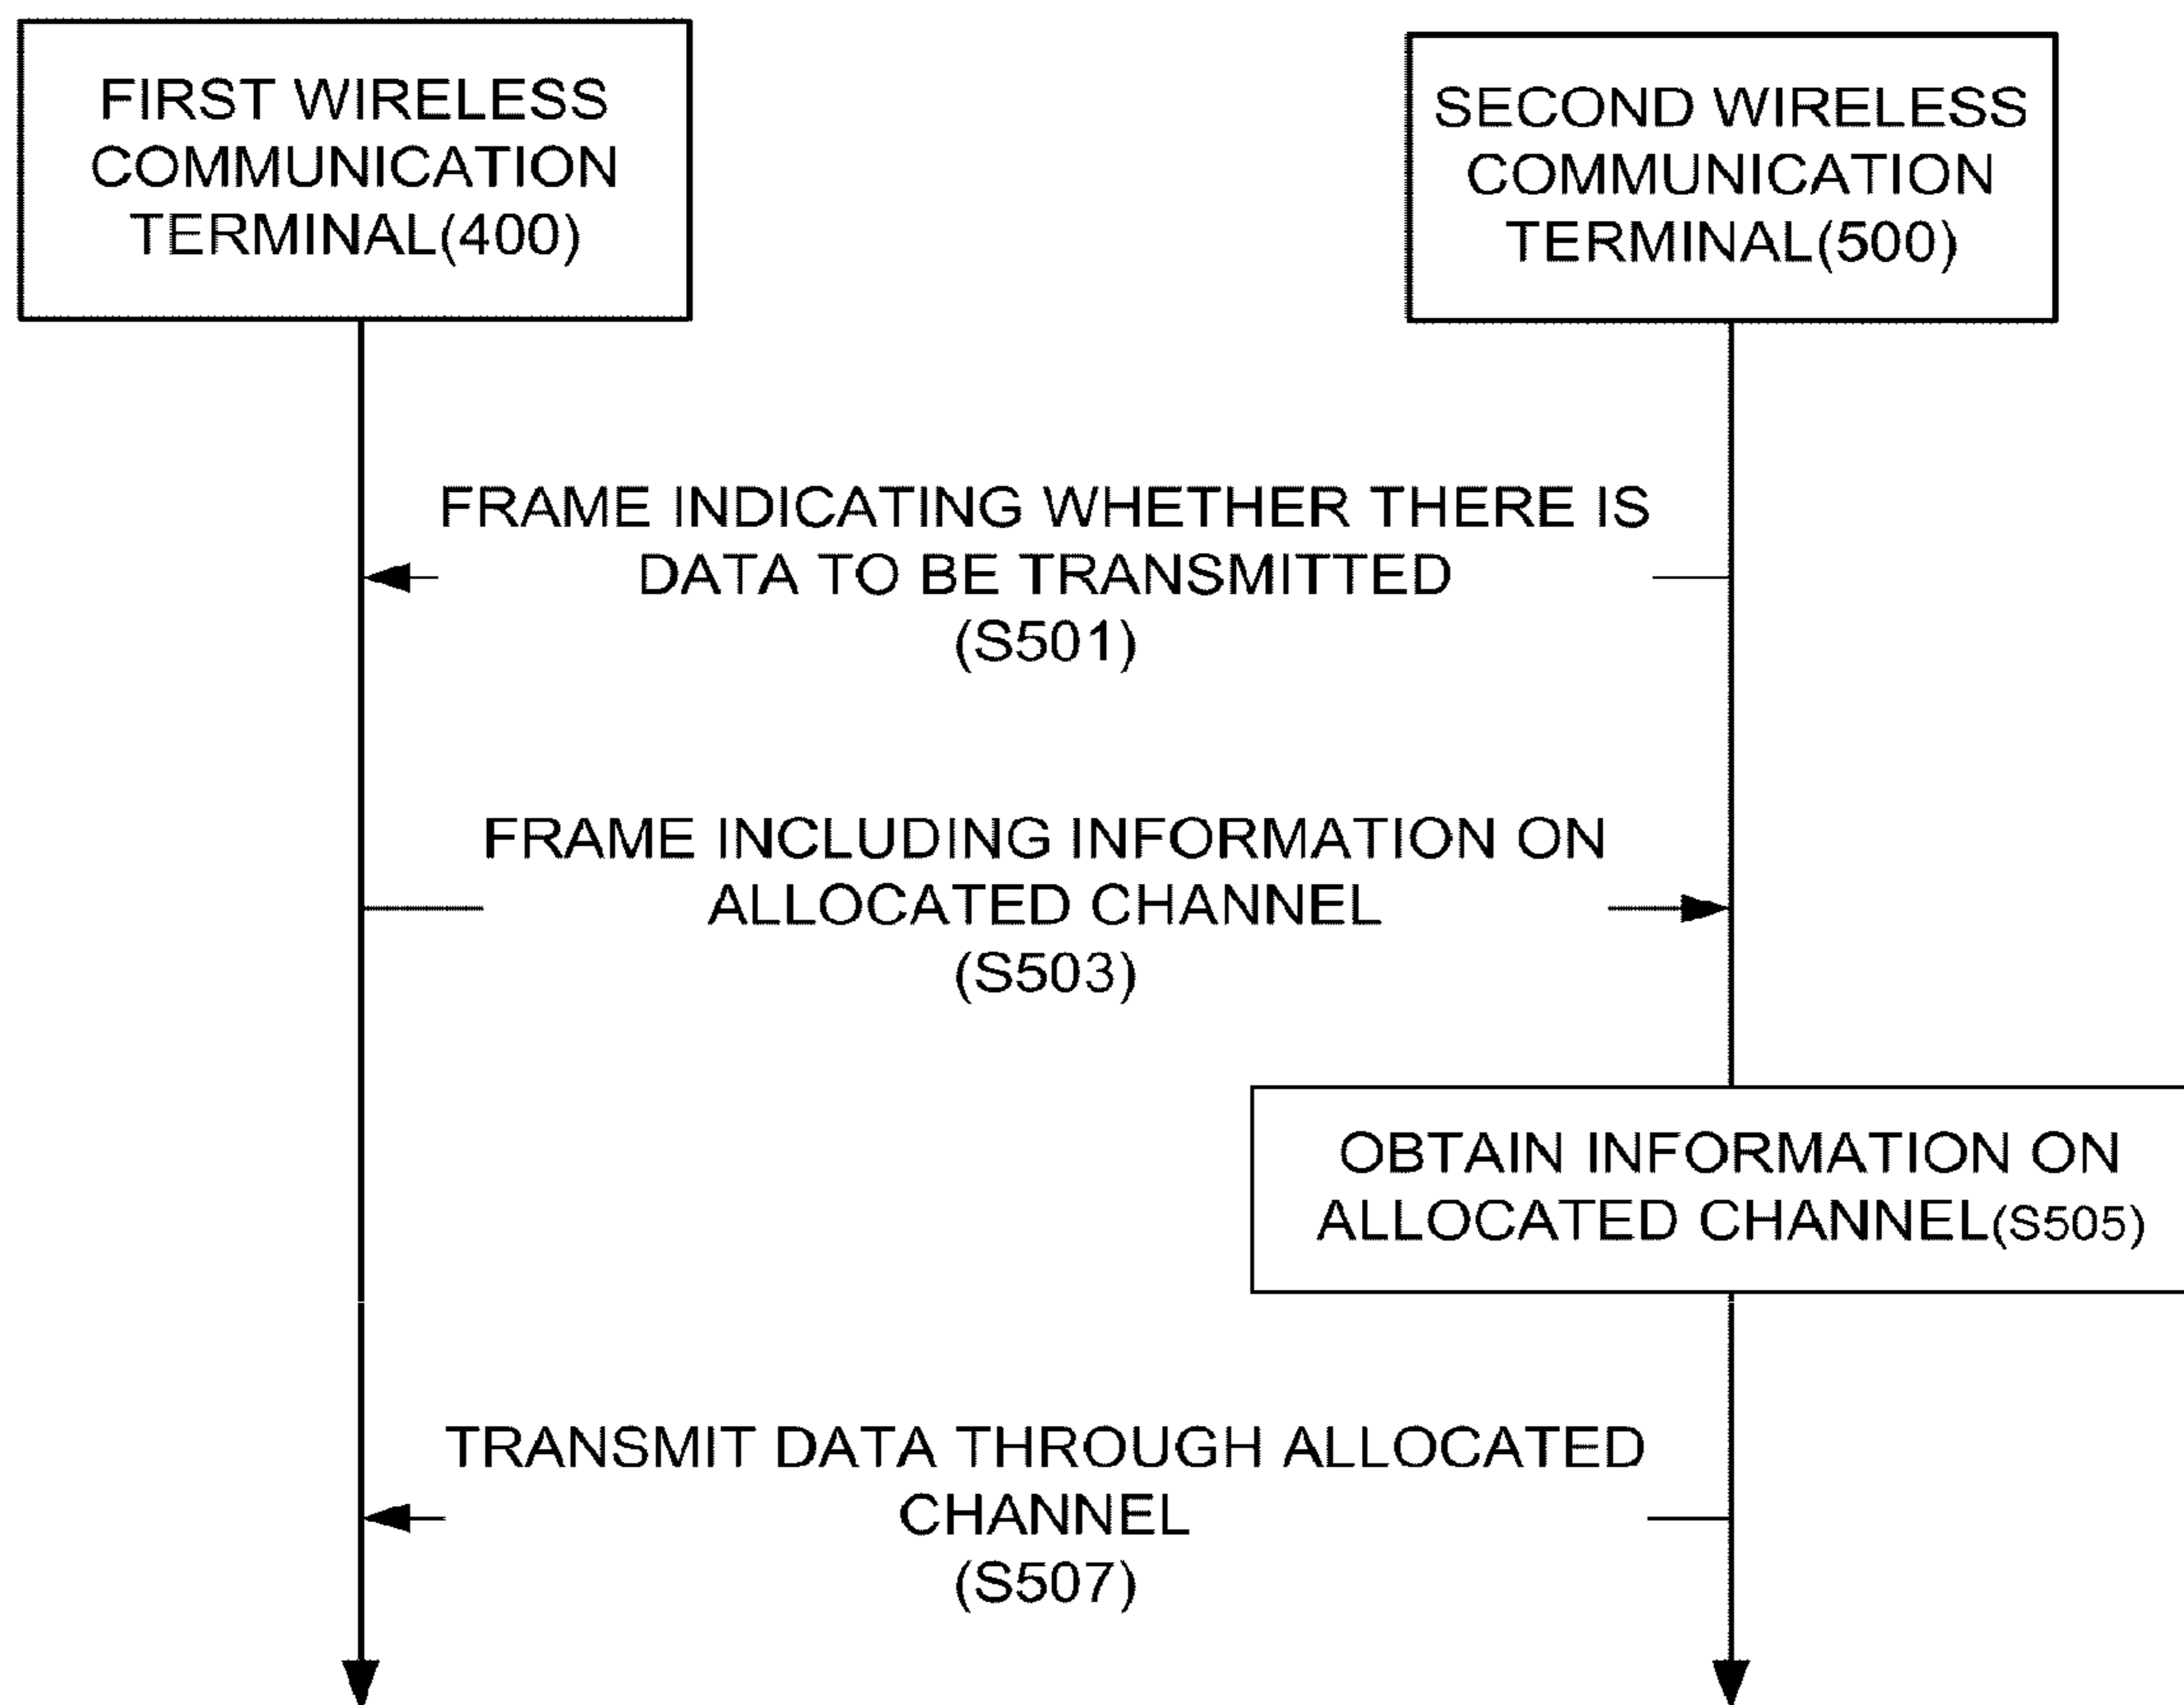 FIRST WIRELESS
COMMUNICATION
TERMINAL(400)
SECOND WIRELESS
COMMUNICATION
TERMINAL(500)
FRAME INDICATING WHETHER THERE IS
DATA TO BE TRANSMITTED
(S501)
FRAME INCLUDING INFORMATION ON
ALLOCATED CHANNEL
(S503)
OBTAIN INFORMATION ON
ALLOCATED CHANNEL(S505)
TRANSMIT DATA THROUGH ALLOCATED
CHANNEL
(S507)